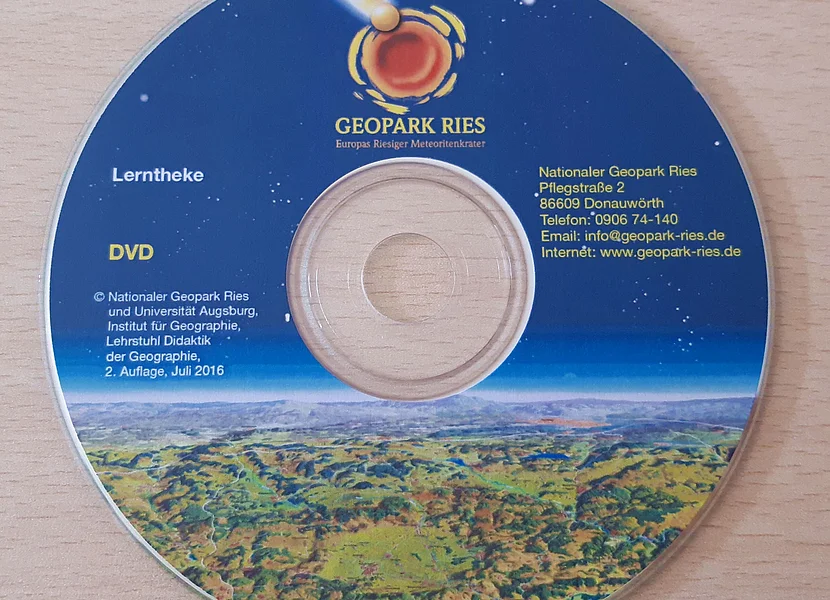 GEOPARK RIES
Europas Riesiger Meteoritenkrater
Lerntheke
DVD
© Nationaler Geopark Ries
und Universität Augsburg,
Institut für Geographie,
Lehrstuhl Didaktik
der Geographie,
2. Auflage, Juli 2016
Nationaler Geopark Ries
Pflegstraße 2
86609 Donauwörth
Telefon: 0906 74-140
Email: info@geopark-ries.de
Internet: www.geopark-ries.de